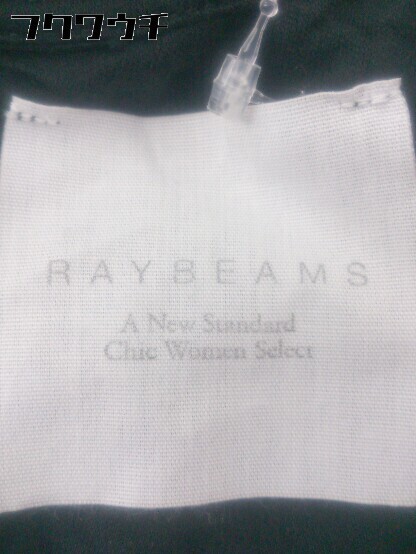 フクワウチ
RAYBEAMS
A New Standard
Chic Women Select